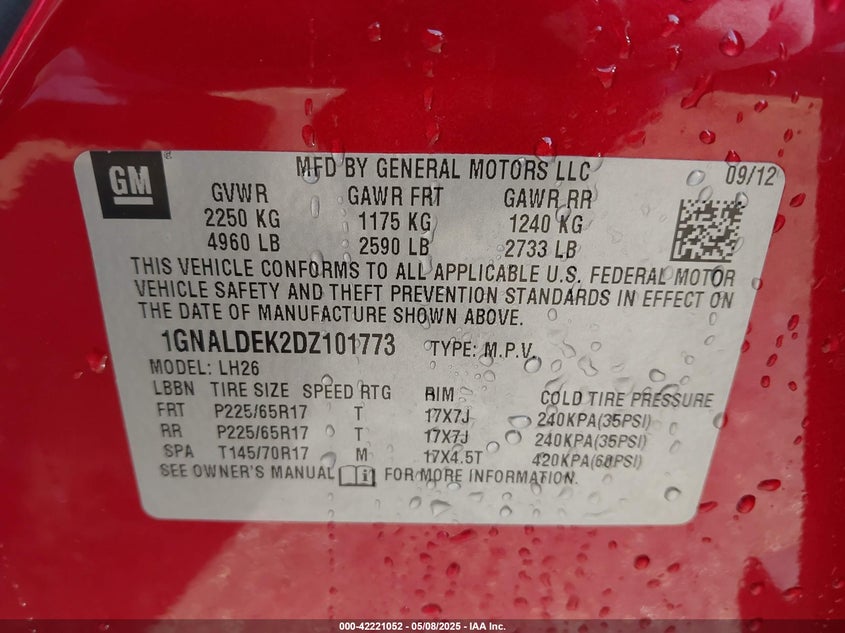 GM
MFD BY GENERAL MOTORS LLC 09/12
GVWR GAWR FRT GAWR RR
2250 KG 1175 KG 1240 KG
4960 LB 2590 LB 2733 LB
THIS VEHICLE CONFORMS TO ALL APPLICABLE U.S. FEDERAL MOTOR
VEHICLE SAFETY AND THEFT PREVENTION STANDARDS IN EFFECT ON
THE DATE OF MANUFACTURE SHOWN ABOVE.
1GNALDEK2DZ101773 TYPE: M.P.V.
MODEL: LH26
LBBN TIRE SIZE SPEED RTG RIM COLD TIRE PRESSURE
FRT P225/65R17 T 17X7J 240KPA(35PSI)
RR P225/65R17 T 17X7J 240KPA(35PSI)
SPA T145/70R17 M 17X4.5T 420KPA(60PSI)
SEE OWNER'S MANUAL FOR MORE INFORMATION.
000-42221052 - 05/08/2025 - IAA Inc.